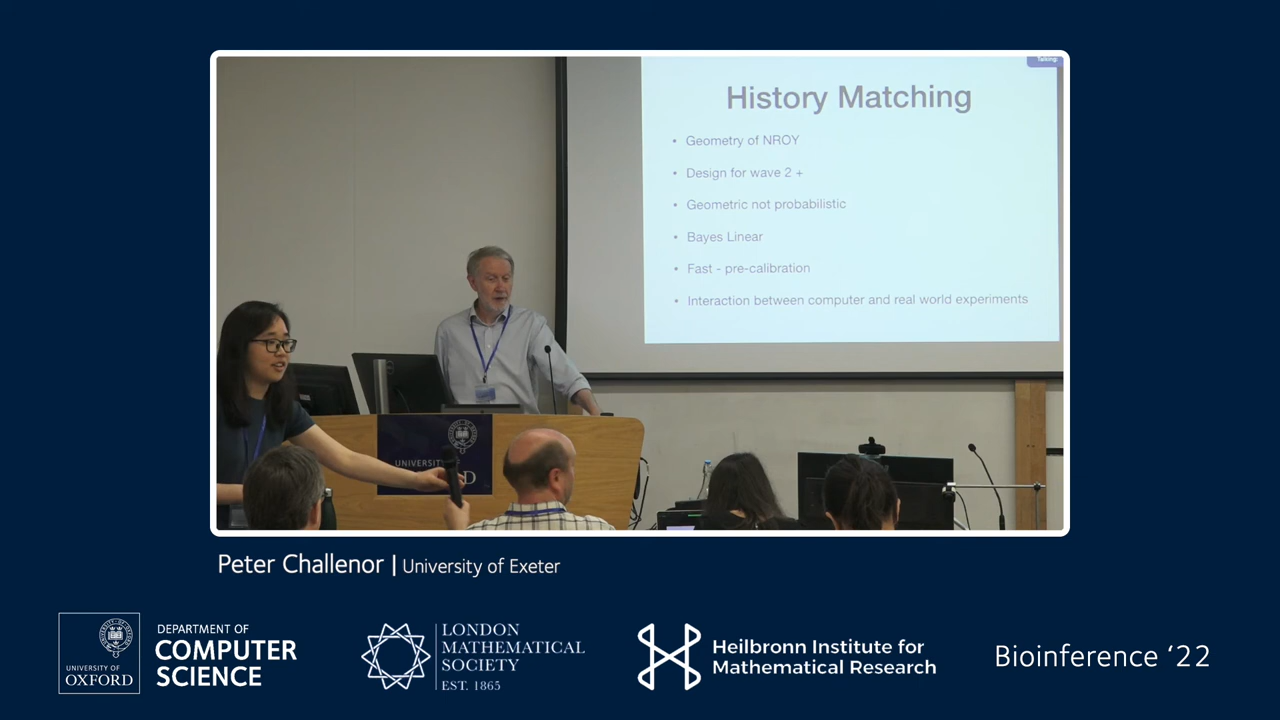 Talking:
History Matching
• Geometry of NROY
• Design for wave 2 +
• Geometric not probabilistic
• Bayes Linear
• Fast - pre-calibration
• Interaction between computer and real world experiments
UNIVERSITY
Peter Challenor | University of Exeter
UNIVERSITY OF
OXFORD
DEPARTMENT OF
COMPUTER
SCIENCE
LONDON
MATHEMATICAL
SOCIETY
EST. 1865
Heilbronn Institute for
Mathematical Research
Bioinference ‘22